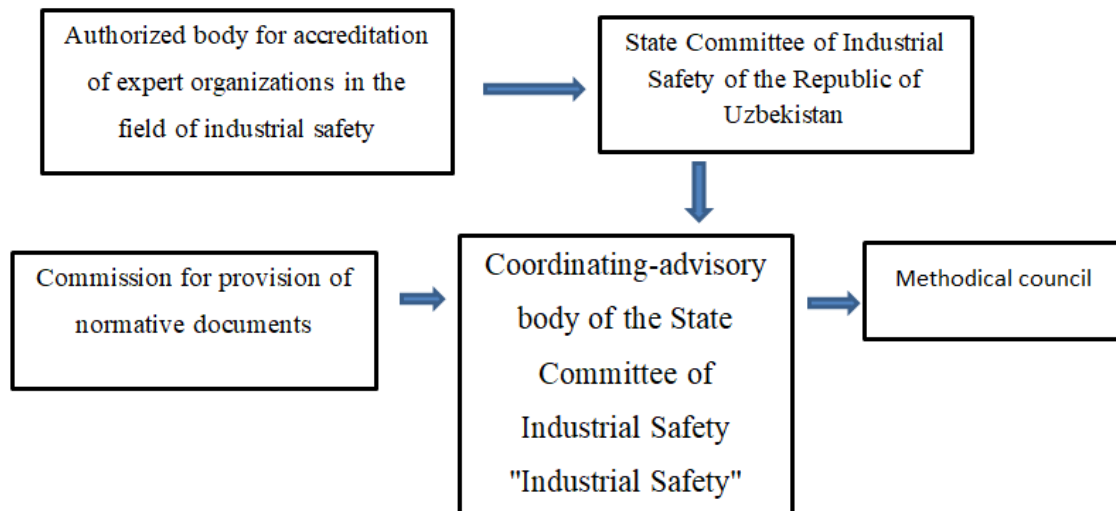 Authorized body for accreditation
of expert organizations in the
field of industrial safety
State Committee of Industrial
Safety of the Republic of
Uzbekistan
Commission for provision of
normative documents
Coordinating-advisory
body of the State
Committee of
Industrial Safety
"Industrial Safety"
Methodical council